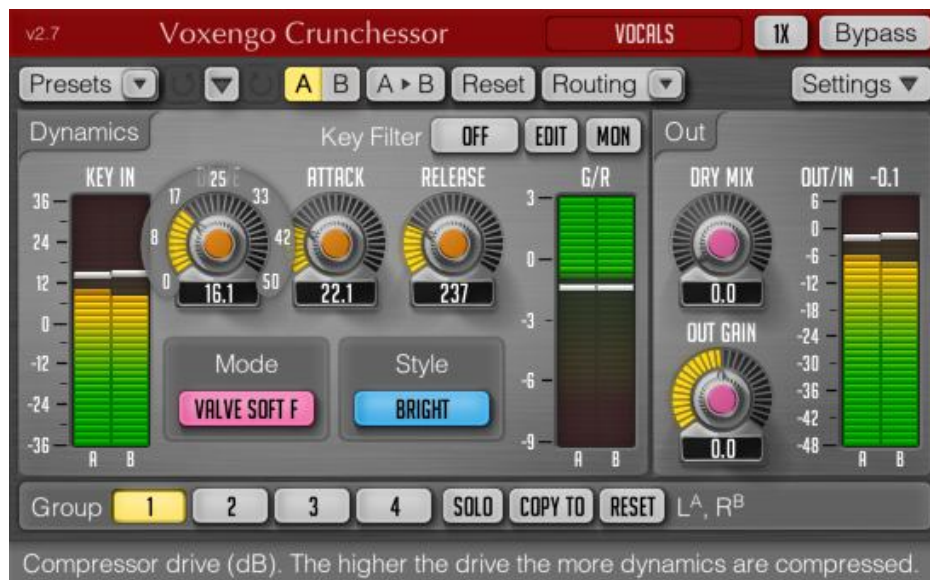 v2.7 Voxengo Crunchessor VOCALS 1X Bypass
Presets A B A ▸ B Reset Routing Settings
Dynamics Key Filter OFF EDIT MON Out
KEY IN ATTACK RELEASE G/R DRY MIX OUT/IN -0.1
36 24 12 0 -12 -24 -36
A B
0 8 17 25 33 42 50
16.1 22.1 237
3 0 -3 -6 -9
A B
0.0
OUT GAIN
0.0
6 0 -6 -12 -18 -24 -30 -36 -42 -48
A B
Mode Style
VALVE SOFT F BRIGHT
Group 1 2 3 4 SOLO COPY TO RESET Lᴬ, Rᴮ
Compressor drive (dB). The higher the drive the more dynamics are compressed.